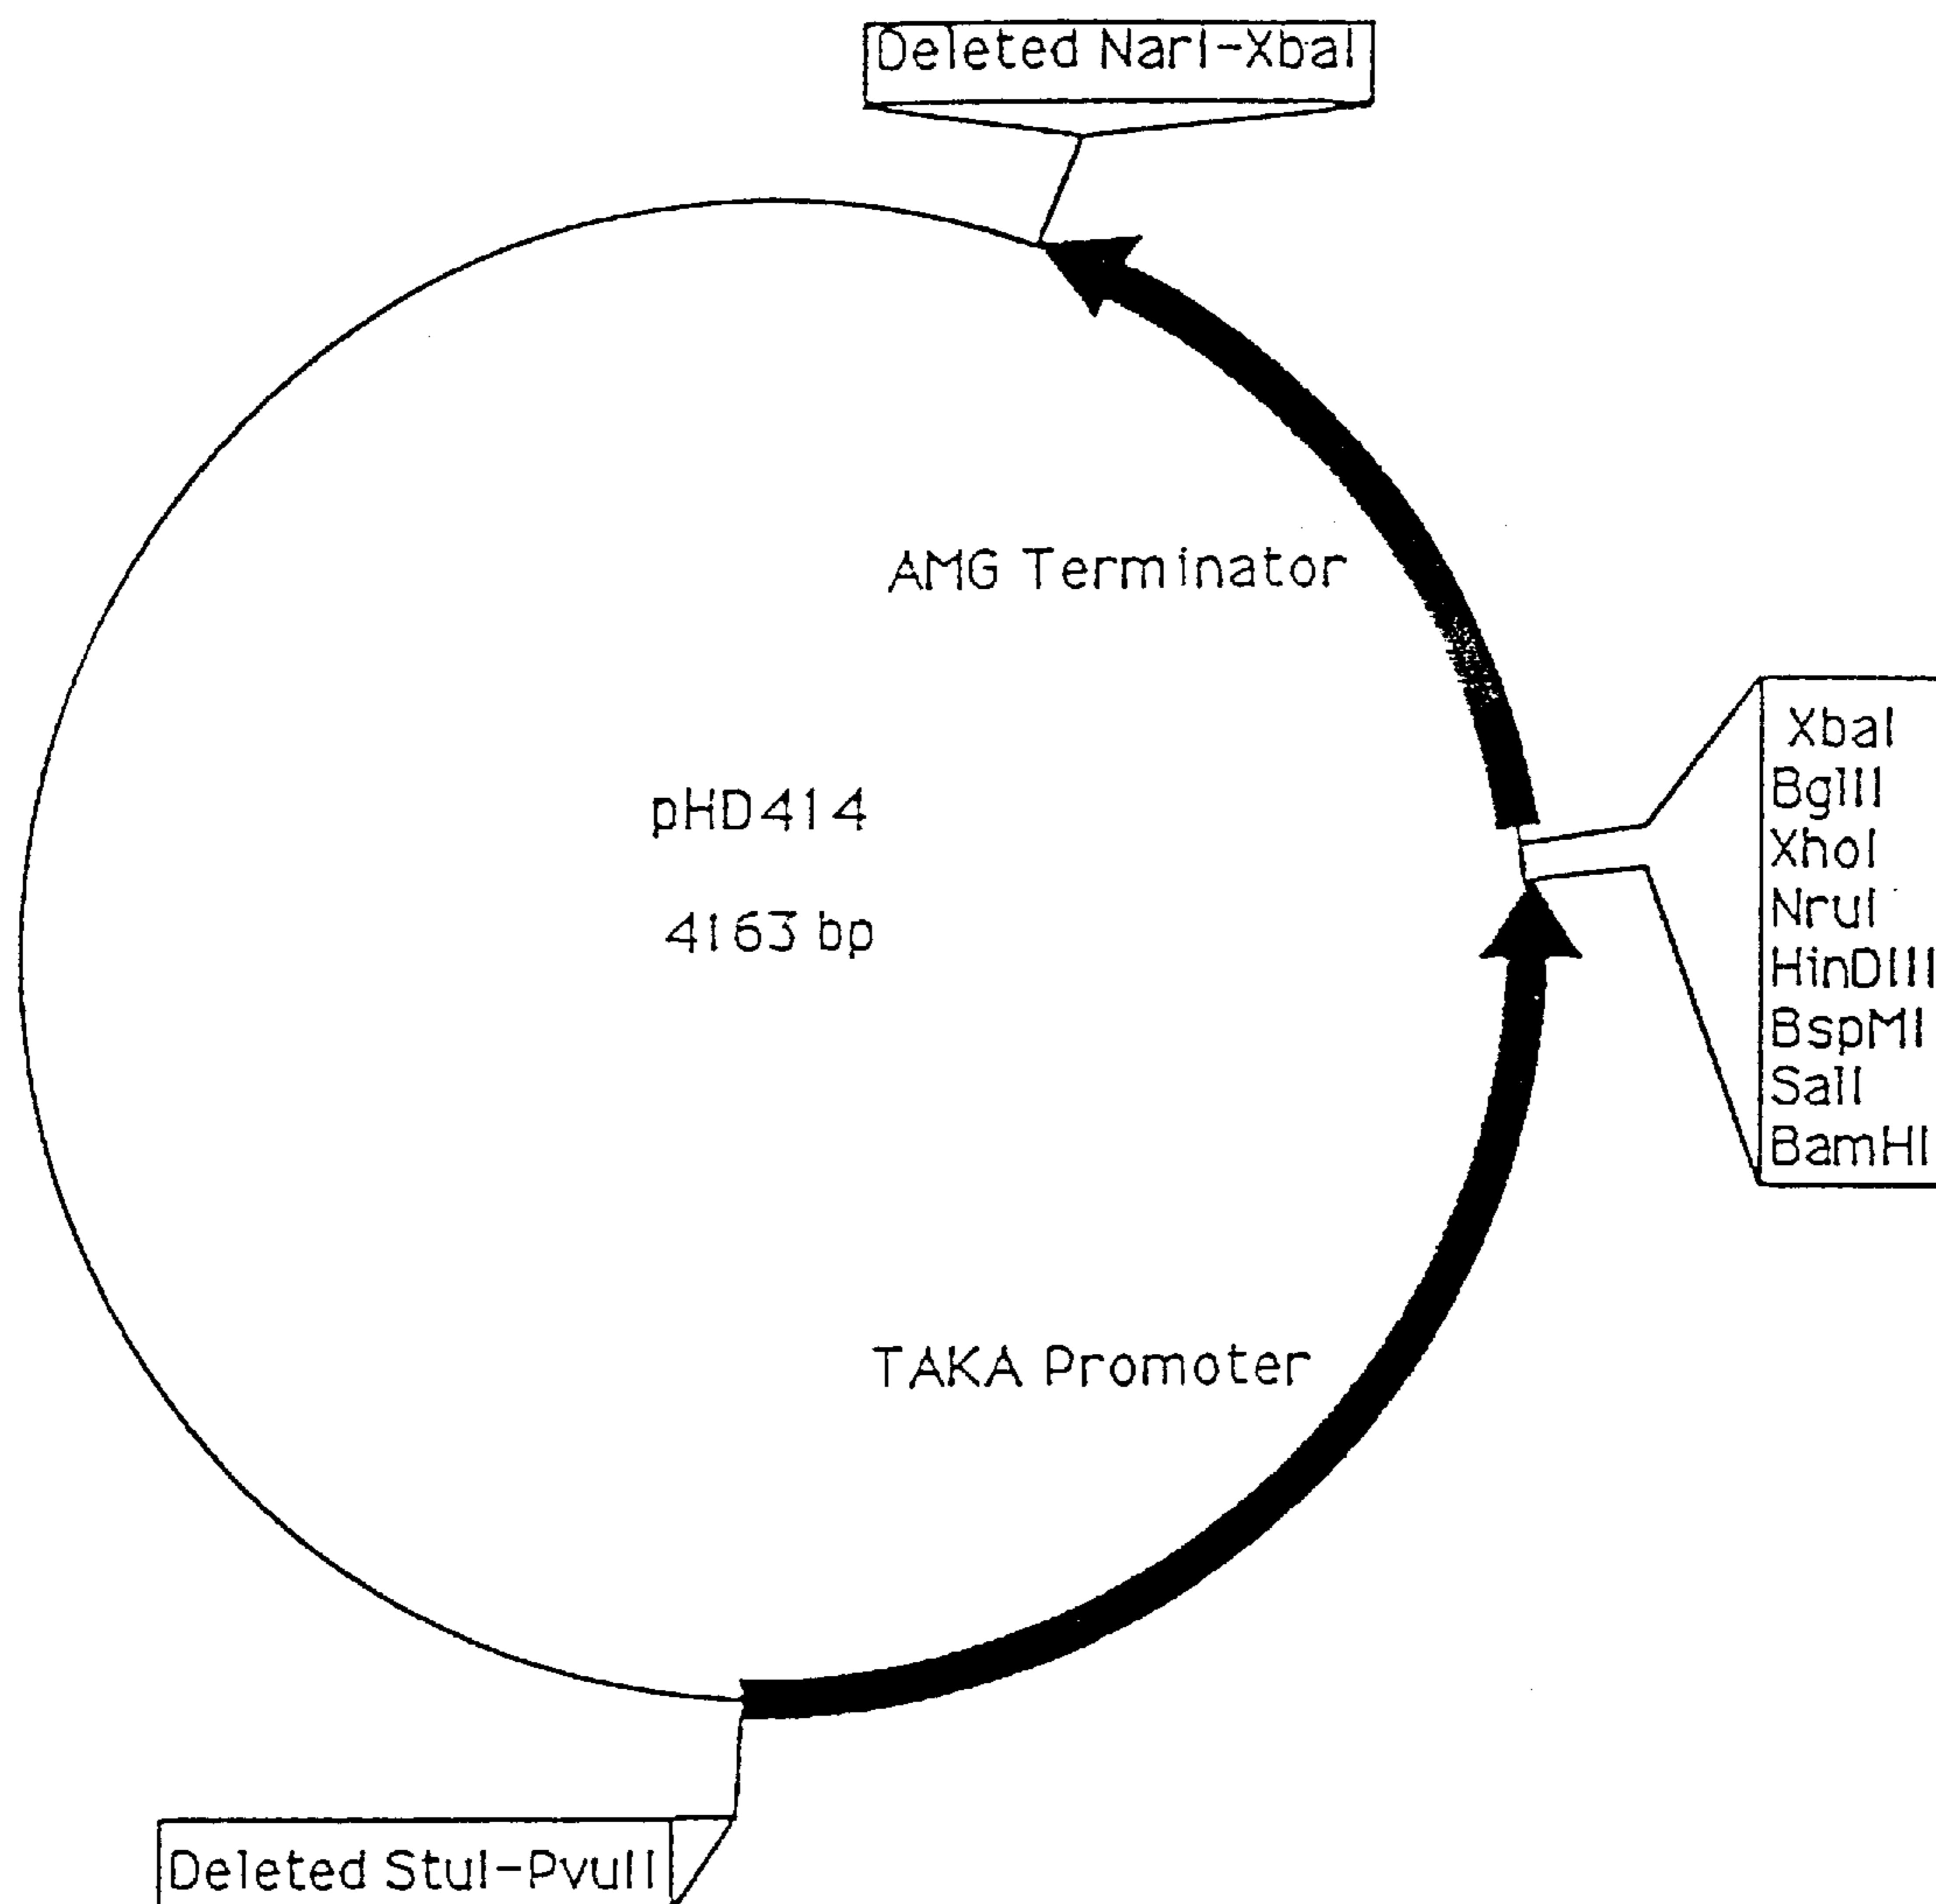 Deleted NarI-XbaI
AMG Terminator
pHD414
4163 bp
XbaI
BglII
XhoI
NruI
HinDIII
BspMI
SalI
BamHI
TAKA Promoter
Deleted StuI-PvuII